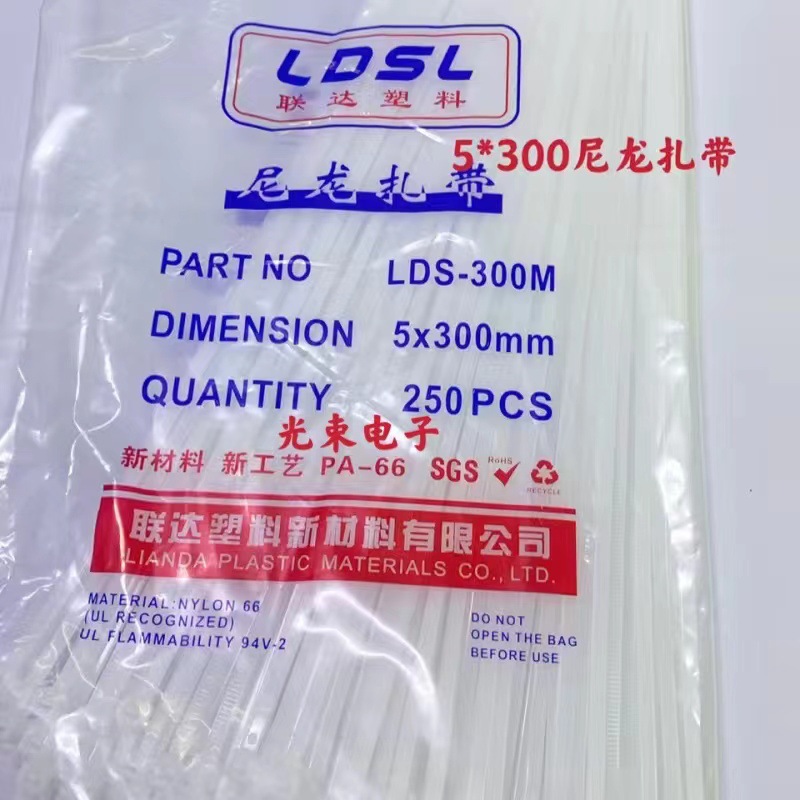 LDSL
联达塑料
5*300尼龙扎带
尼龙扎带
PART NO LDS-300M
DIMENSION 5x300mm
QUANTITY 250PCS
光束电子
新材料 新工艺 PA-66 SGS RoHS
RECYCLE
联达塑料新材料有限公司
LIANDA PLASTIC MATERIALS CO., LTD.
MATERIAL:NYLON 66
(UL RECOGNIZED)
UL FLAMMABILITY 94V-2
DO NOT
OPEN THE BAG
BEFORE USE